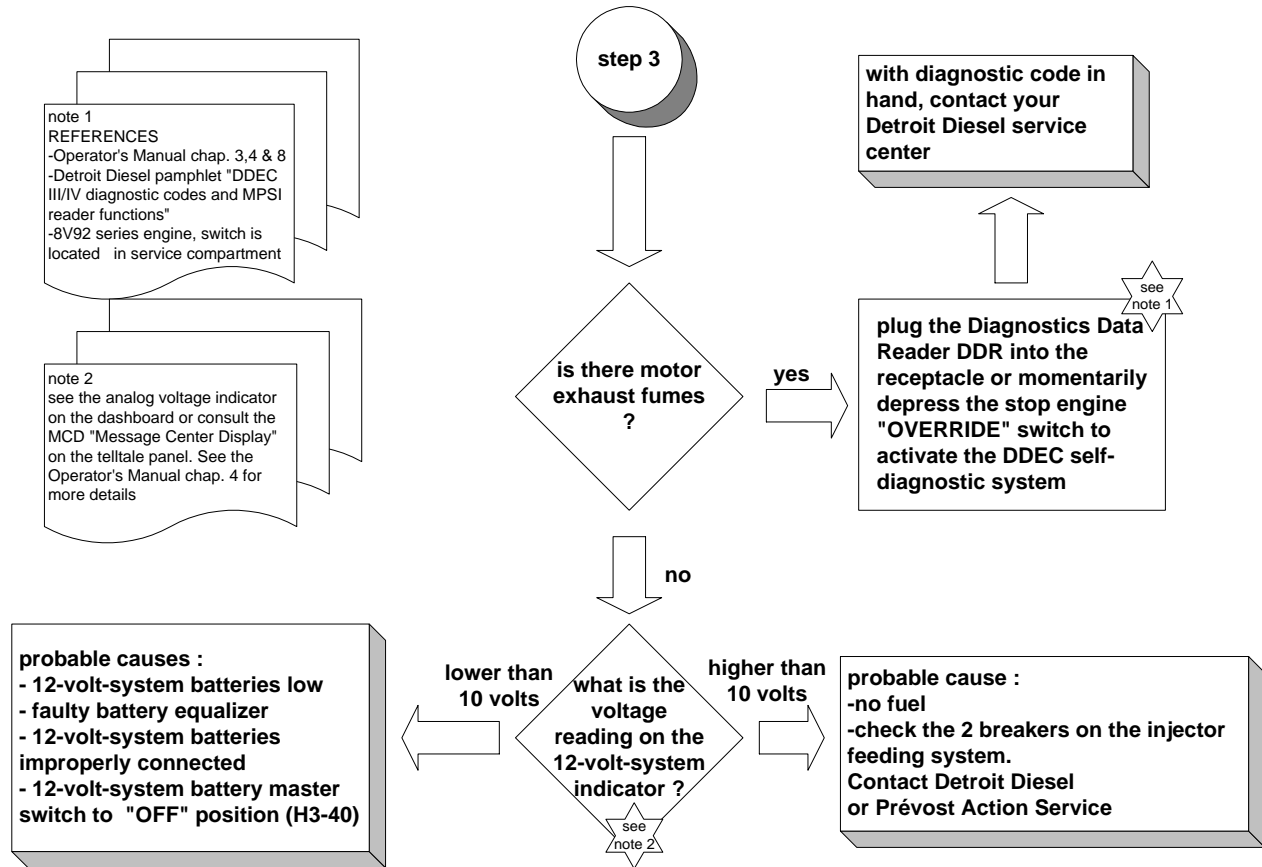 step 3
with diagnostic code in
hand, contact your
Detroit Diesel service
center
note 1
REFERENCES
-Operator's Manual chap. 3,4 & 8
-Detroit Diesel pamphlet "DDEC
III/IV diagnostic codes and MPSI
reader functions"
-8V92 series engine, switch is
located in service compartment
note 2
see the analog voltage indicator
on the dashboard or consult the
MCD "Message Center Display"
on the telltale panel. See the
Operator's Manual chap. 4 for
more details
is there motor
exhaust fumes
?
yes
see
note 1
plug the Diagnostics Data
Reader DDR into the
receptacle or momentarily
depress the stop engine
"OVERRIDE" switch to
activate the DDEC self-
diagnostic system
no
probable causes :
- 12-volt-system batteries low
- faulty battery equalizer
- 12-volt-system batteries
improperly connected
- 12-volt-system battery master
switch to "OFF" position (H3-40)
lower than
10 volts
what is the
voltage
reading on the
12-volt-system
indicator ?
see
note 2
higher than
10 volts
probable cause :
-no fuel
-check the 2 breakers on the injector
feeding system.
Contact Detroit Diesel
or Prévost Action Service